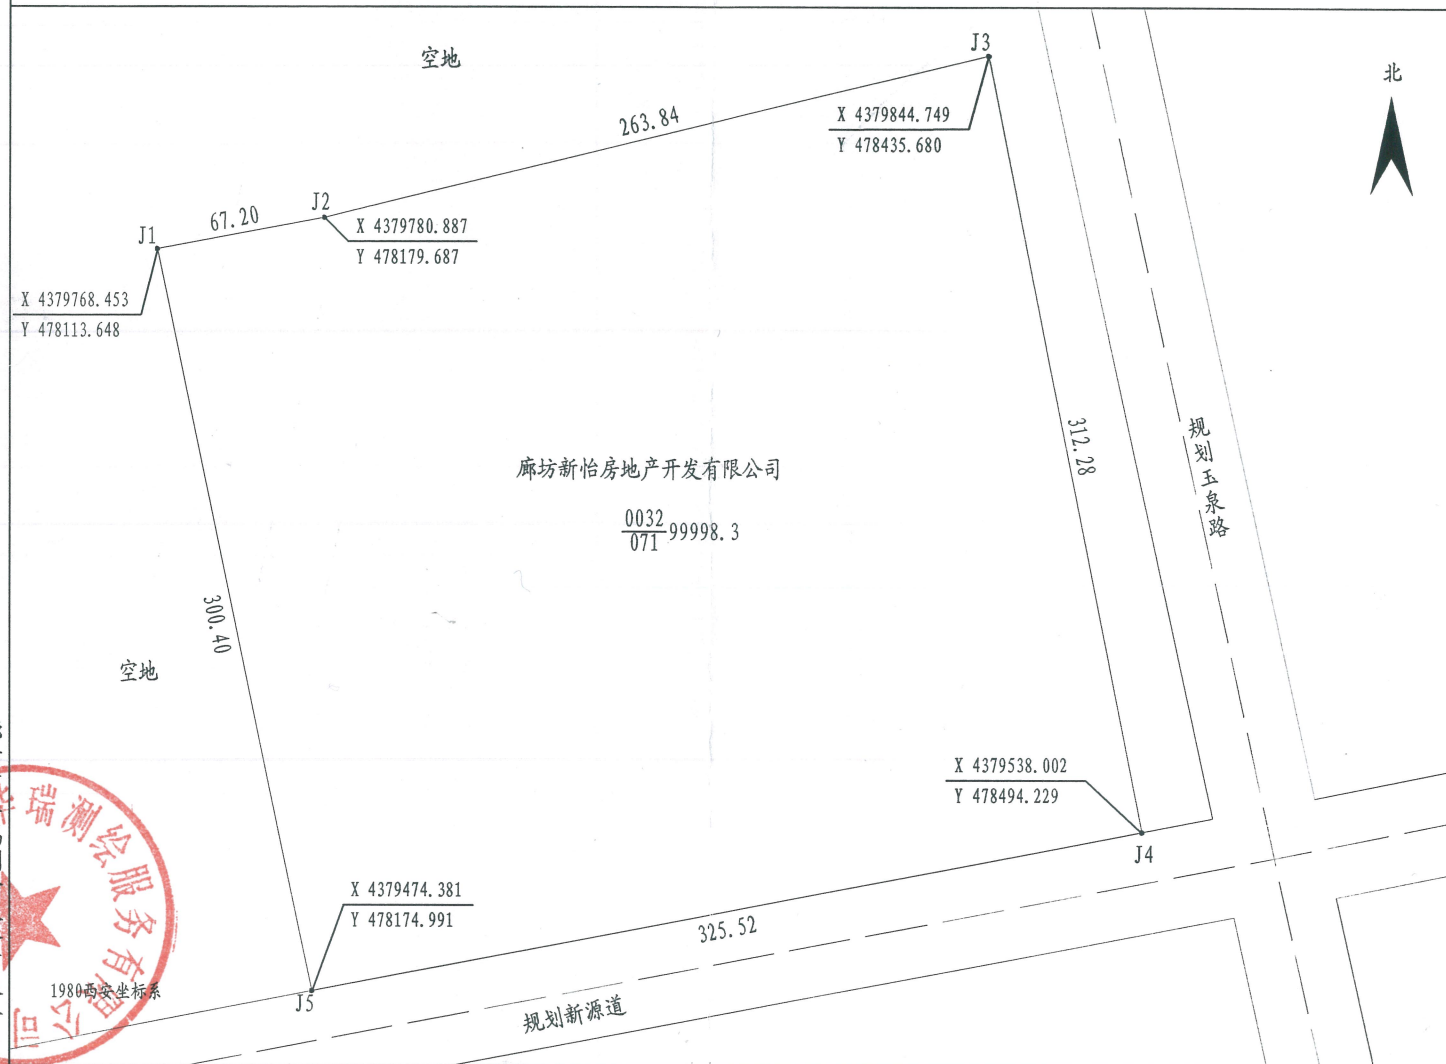 空地
J3
北
X 4379844.749
Y 478435.680
263.84
J2
67.20
X 4379780.887
Y 478179.687
J1
X 4379768.453
Y 478113.648
312.28
规划玉泉路
廊坊新怡房地产开发有限公司
0032
071
99998.3
300.40
空地
X 4379538.002
Y 478494.229
J4
X 4379474.381
Y 478174.991
325.52
J5
规划新源道
1980西安坐标系
瑞测绘服务有限公司